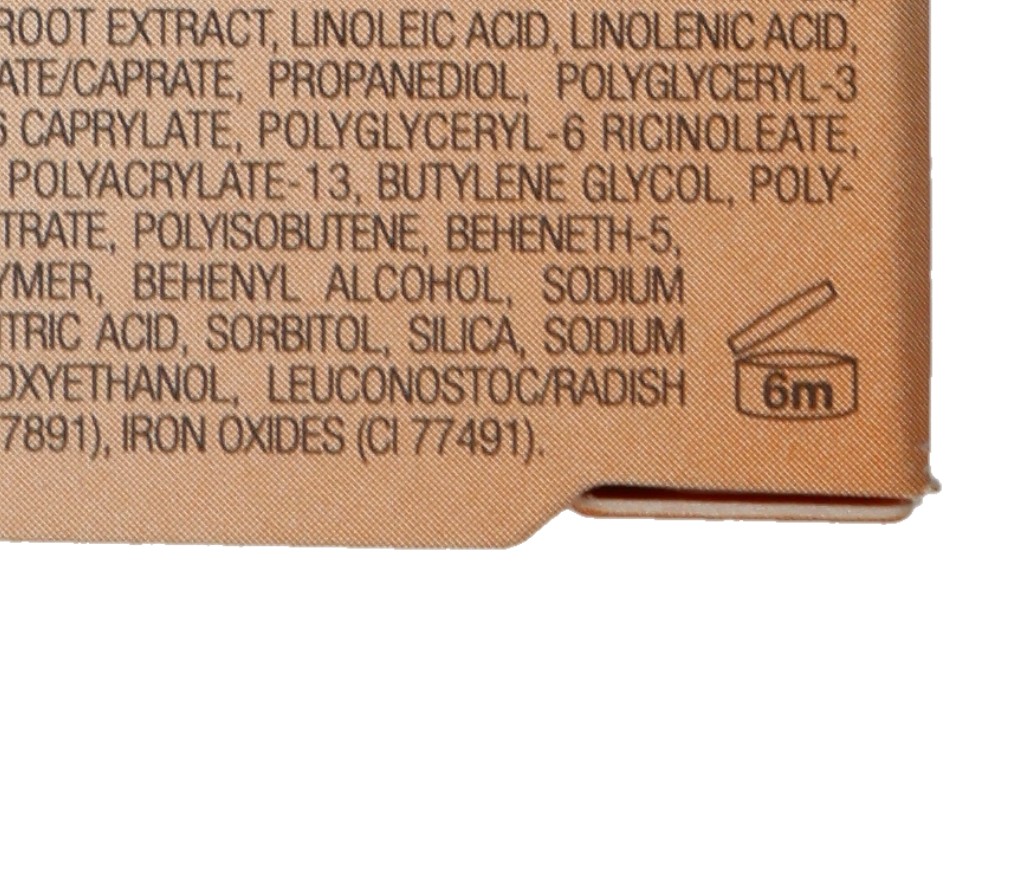 ROOT EXTRACT, LINOLEIC ACID, LINOLENIC ACID,
ATE/CAPRATE, PROPANEDIOL, POLYGLYCERYL-3
6 CAPRYLATE, POLYGLYCERYL-6 RICINOLEATE,
POLYACRYLATE-13, BUTYLENE GLYCOL, POLY-
TRATE, POLYISOBUTENE, BEHENETH-5,
YMER, BEHENYL ALCOHOL, SODIUM
ITRIC ACID, SORBITOL, SILICA, SODIUM
OXYETHANOL, LEUCONOSTOC/RADISH
7891), IRON OXIDES (CI 77491).
6m